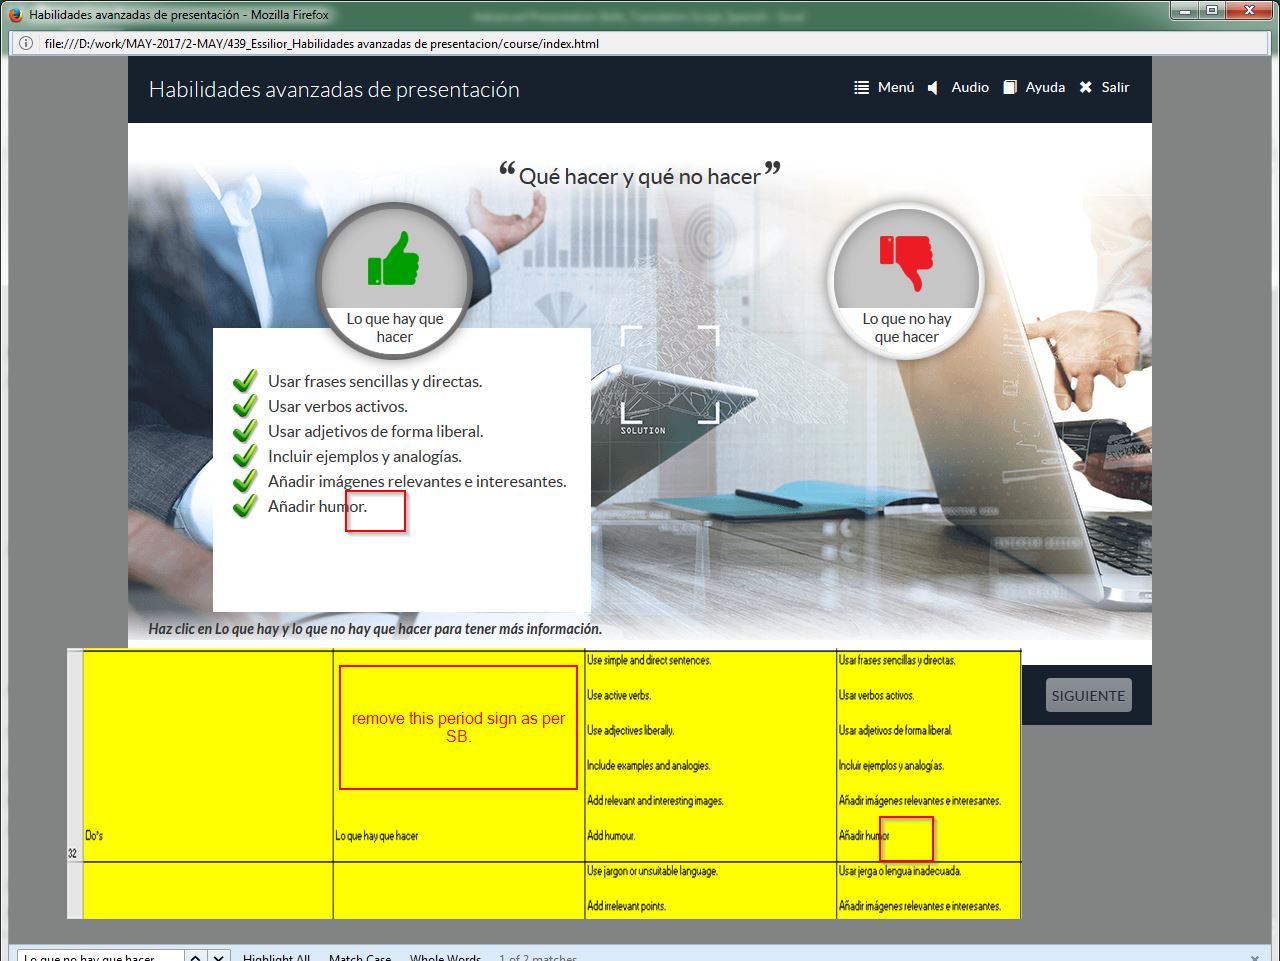 Habilidades avanzadas de presentación - Mozilla Firefox
file:///D:/work/MAY-2017/2-MAY/439_Essilior_Habilidades avanzadas de presentacion/course/index.html
Habilidades avanzadas de presentación
Menú Audio Ayuda Salir
“Qué hacer y qué no hacer”
Lo que hay que
hacer
Lo que no hay
que hacer
Usar frases sencillas y directas.
Usar verbos activos.
Usar adjetivos de forma liberal.
Incluir ejemplos y analogías.
Añadir imágenes relevantes e interesantes.
Añadir humor.
SOLUTION
Haz clic en Lo que hay y lo que no hay que hacer para tener más información.
SIGUIENTE
remove this period sign as per
SB.
32
Do's
Lo que hay que hacer
Use simple and direct sentences.
Use active verbs.
Use adjectives liberally.
Include examples and analogies.
Add relevant and interesting images.
Add humour.
Usar frases sencillas y directas.
Usar verbos activos.
Usar adjetivos de forma liberal.
Incluir ejemplos y analogías.
Añadir imágenes relevantes e interesantes.
Añadir humor
Use jargon or unsuitable language.
Add irrelevant points.
Usar jerga o lengua inadecuada.
Añadir imágenes relevantes e interesantes.
Lo que no hay que hacer
Highlight All Match Case Whole Words 1 of 2 matches